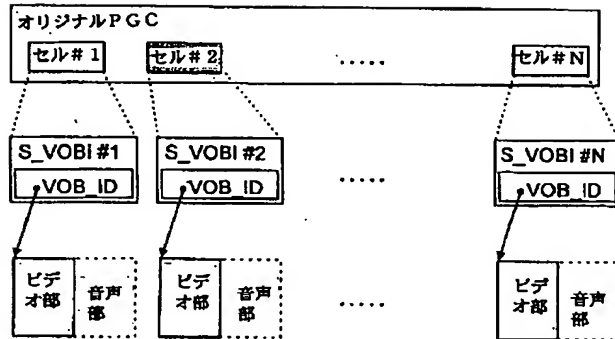 オリジナルPGC
セル#1
セル#2
.....
セル#N
S_VOBI #1
S_VOBI #2
S_VOBI #N
VOB_ID
VOB_ID
.....
VOB_ID
ビデオ部
音声部
ビデオ部
音声部
.....
ビデオ部
音声部